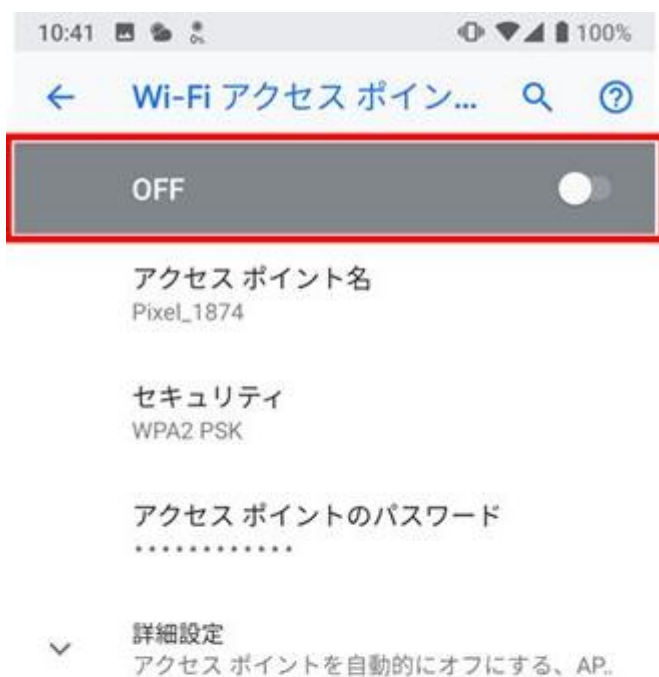 10:41 100%
Wi-Fi アクセス ポイン...
OFF
アクセス ポイント名
Pixel_1874
セキュリティ
WPA2 PSK
アクセス ポイントのパスワード
••••••••••••
詳細設定
アクセス ポイントを自動的にオフにする、AP..